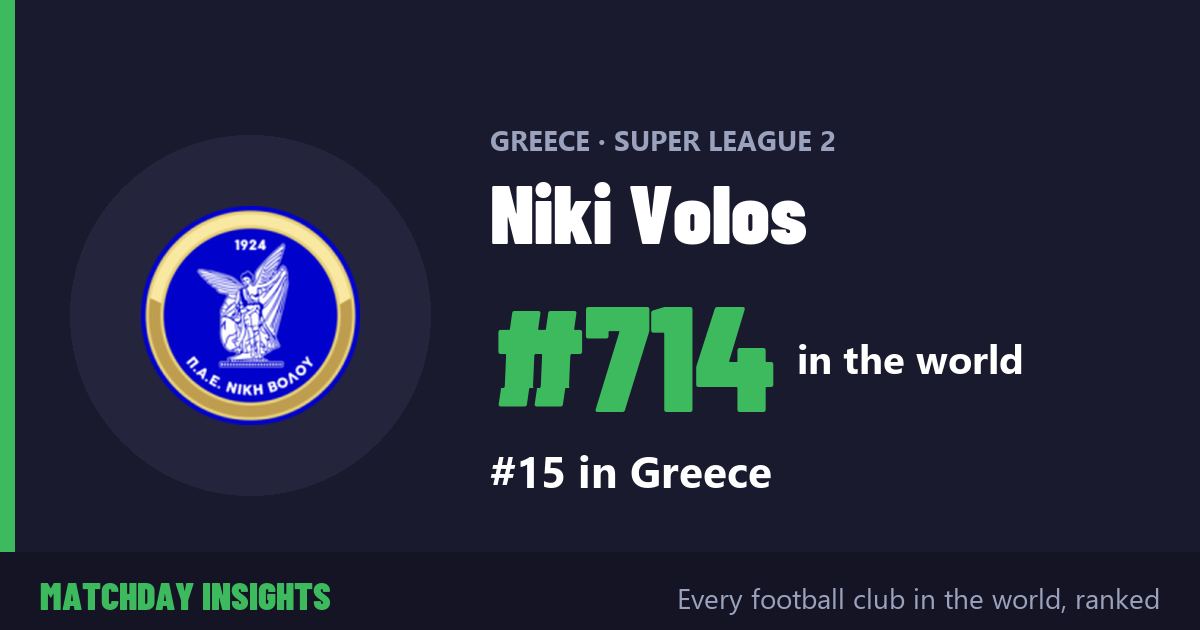 GREECE · SUPER LEAGUE 2
Niki Volos
1924
Π.Α.Ε. ΝΙΚΗ ΒΟΛΟΥ
#714 in the world
#15 in Greece
MATCHDAY INSIGHTS
Every football club in the world, ranked